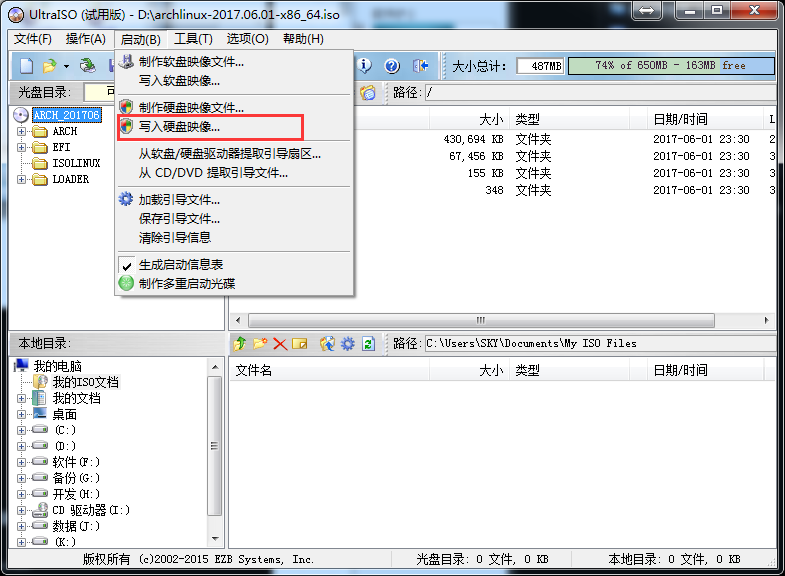 UltraISO (试用版) - D:\archlinux-2017.06.01-x86_64.iso
文件(F) 操作(A) 启动(B) 工具(T) 选项(O) 帮助(H)
制作软盘映像文件...
写入软盘映像...
制作硬盘映像文件...
写入硬盘映像...
从软盘/硬盘驱动器提取引导扇区...
从 CD/DVD 提取引导文件...
加载引导文件...
保存引导文件...
清除引导信息
生成启动信息表
制作多重启动光碟
大小总计: 487MB 74% of 650MB - 163MB free
光盘目录: 可
路径: /
ARCH_201706
ARCH
EFI
ISOLINUX
LOADER
大小 类型 日期/时间 L
430,694 KB 文件夹 2017-06-01 23:30 2
67,456 KB 文件夹 2017-06-01 23:30 3
155 KB 文件夹 2017-06-01 23:30 3
348 文件夹 2017-06-01 23:30 3
本地目录:
路径: C:\Users\SKY\Documents\My ISO Files
我的电脑
我的ISO文档
我的文档
桌面
(C:)
(D:)
软件(F:)
备份(G:)
开发(H:)
CD 驱动器(I:)
数据(J:)
(K:)
文件名 大小 类型 日期/时间
版权所有 (c)2002-2015 EZB Systems, Inc.
光盘目录: 0 文件, 0 KB
本地目录: 0 文件, 0 KB